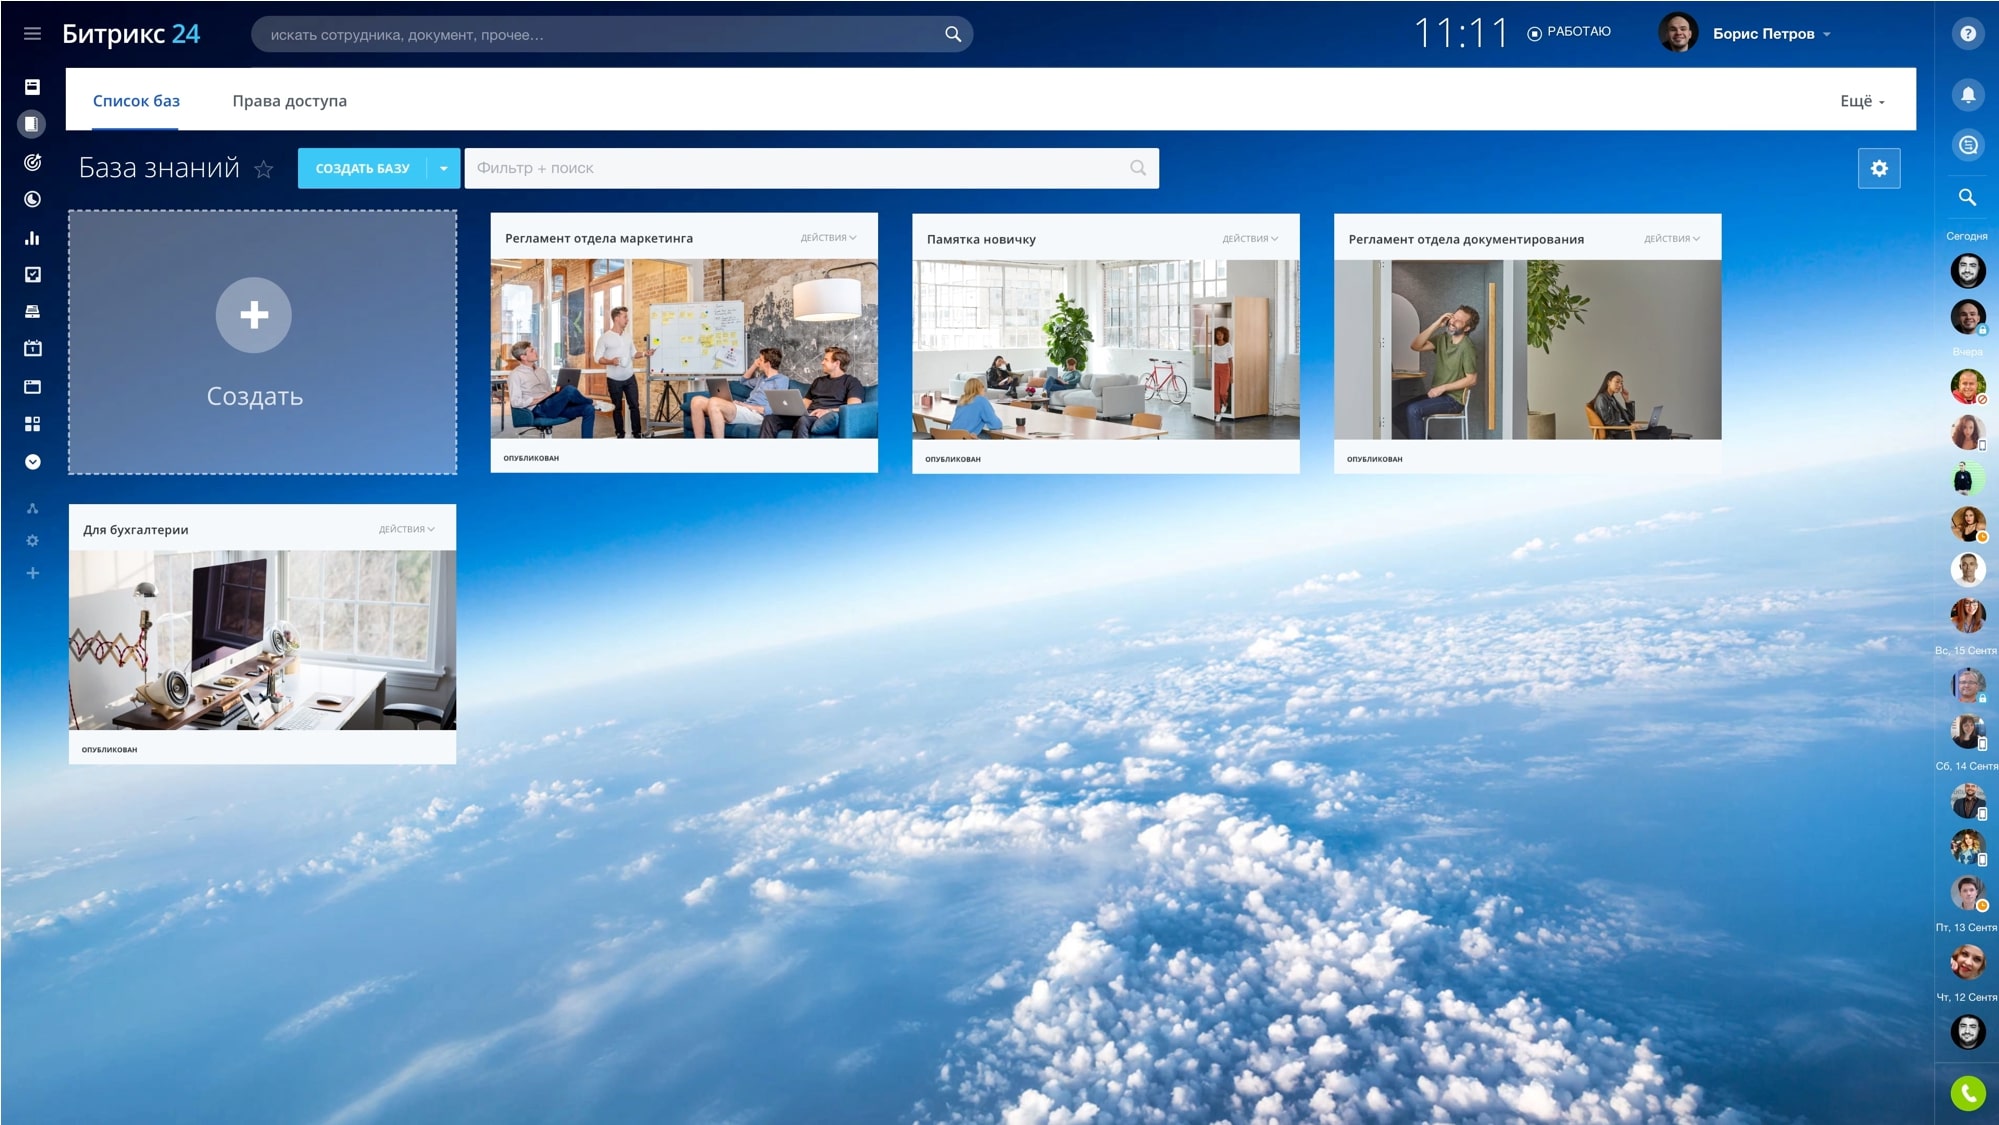 Битрикс 24
искать сотрудника, документ, прочее...
11:11
РАБОТАЮ
Борис Петров
Список баз
Права доступа
Ещё
База знаний
СОЗДАТЬ БАЗУ
Фильтр + поиск
Создать
Регламент отдела маркетинга
ДЕЙСТВИЯ
ОПУБЛИКОВАН
Памятка новичку
ДЕЙСТВИЯ
ОПУБЛИКОВАН
Регламент отдела документирования
ДЕЙСТВИЯ
ОПУБЛИКОВАН
Для бухгалтерии
ДЕЙСТВИЯ
ОПУБЛИКОВАН
Сегодня
Вчера
Вс, 15 Сентя
Сб, 14 Сентя
Пт, 13 Сентя
Чт, 12 Сентя